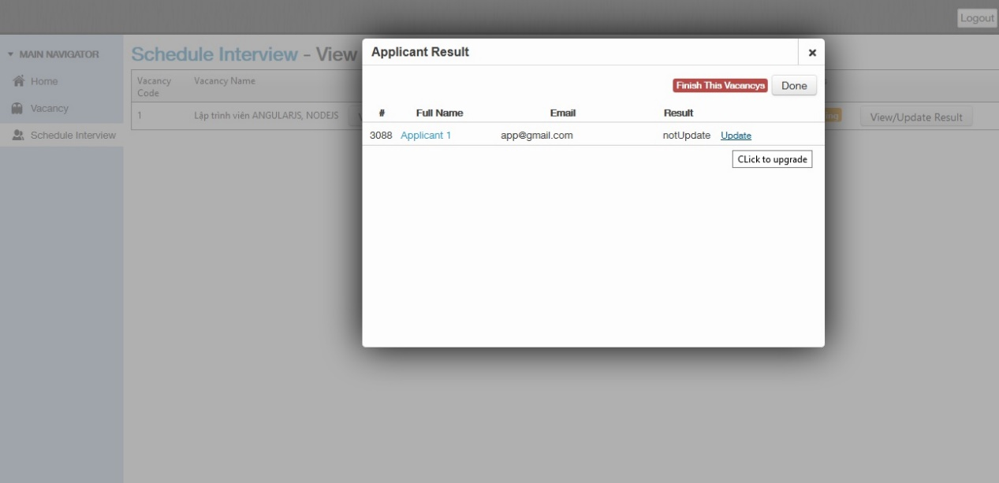 Logout
MAIN NAVIGATOR
Home
Vacancy
Schedule Interview
Schedule Interview - View
Vacancy Code
Vacancy Name
1
Lập trình viên ANGULARJS, NODEJS
View/Update Result
Applicant Result
×
Finish This Vacancys
Done
# Full Name Email Result
3088 Applicant 1 app@gmail.com notUpdate Update
CLick to upgrade